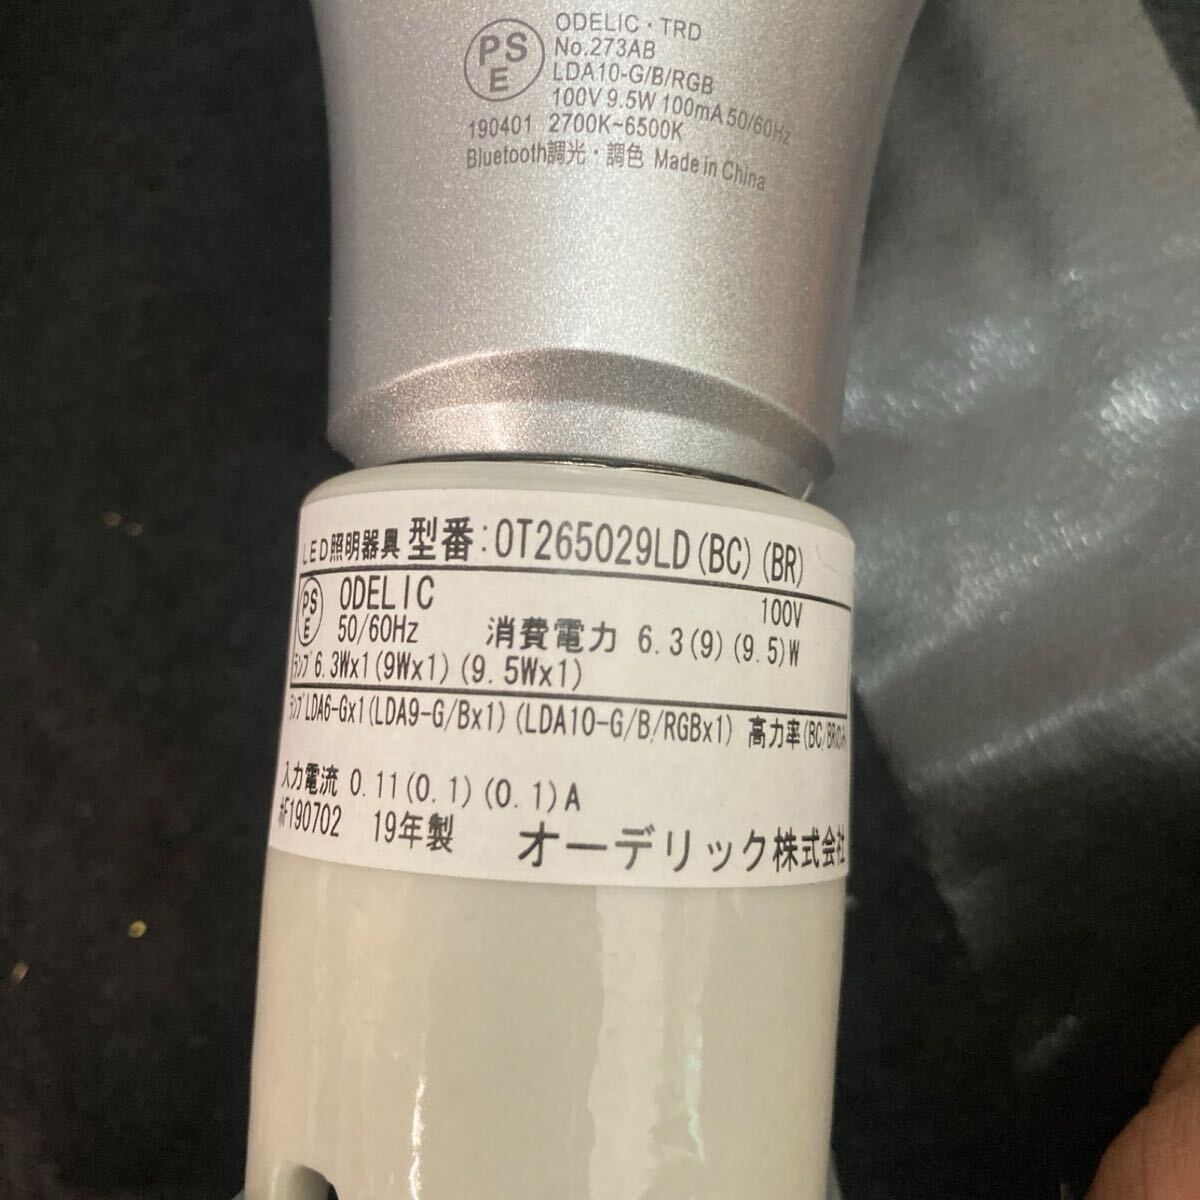 PSE
ODELIC・TRD
No.273AB
LDA10-G/B/RGB
100V 9.5W 100mA 50/60Hz
190401 2700K~6500K
Bluetooth調光・調色 Made in China
LED照明器具 型番:OT265029LD(BC)(BR)
PSE ODELIC 100V
50/60Hz 消費電力 6.3(9)(9.5)W
ランプ 6.3Wx1(9Wx1)(9.5Wx1)
ランプ LDA6-Gx1(LDA9-G/Bx1)(LDA10-G/B/RGBx1) 高力率(BC/BRのみ
入力電流 0.11(0.1)(0.1)A
F190702 19年製 オーデリック株式会社